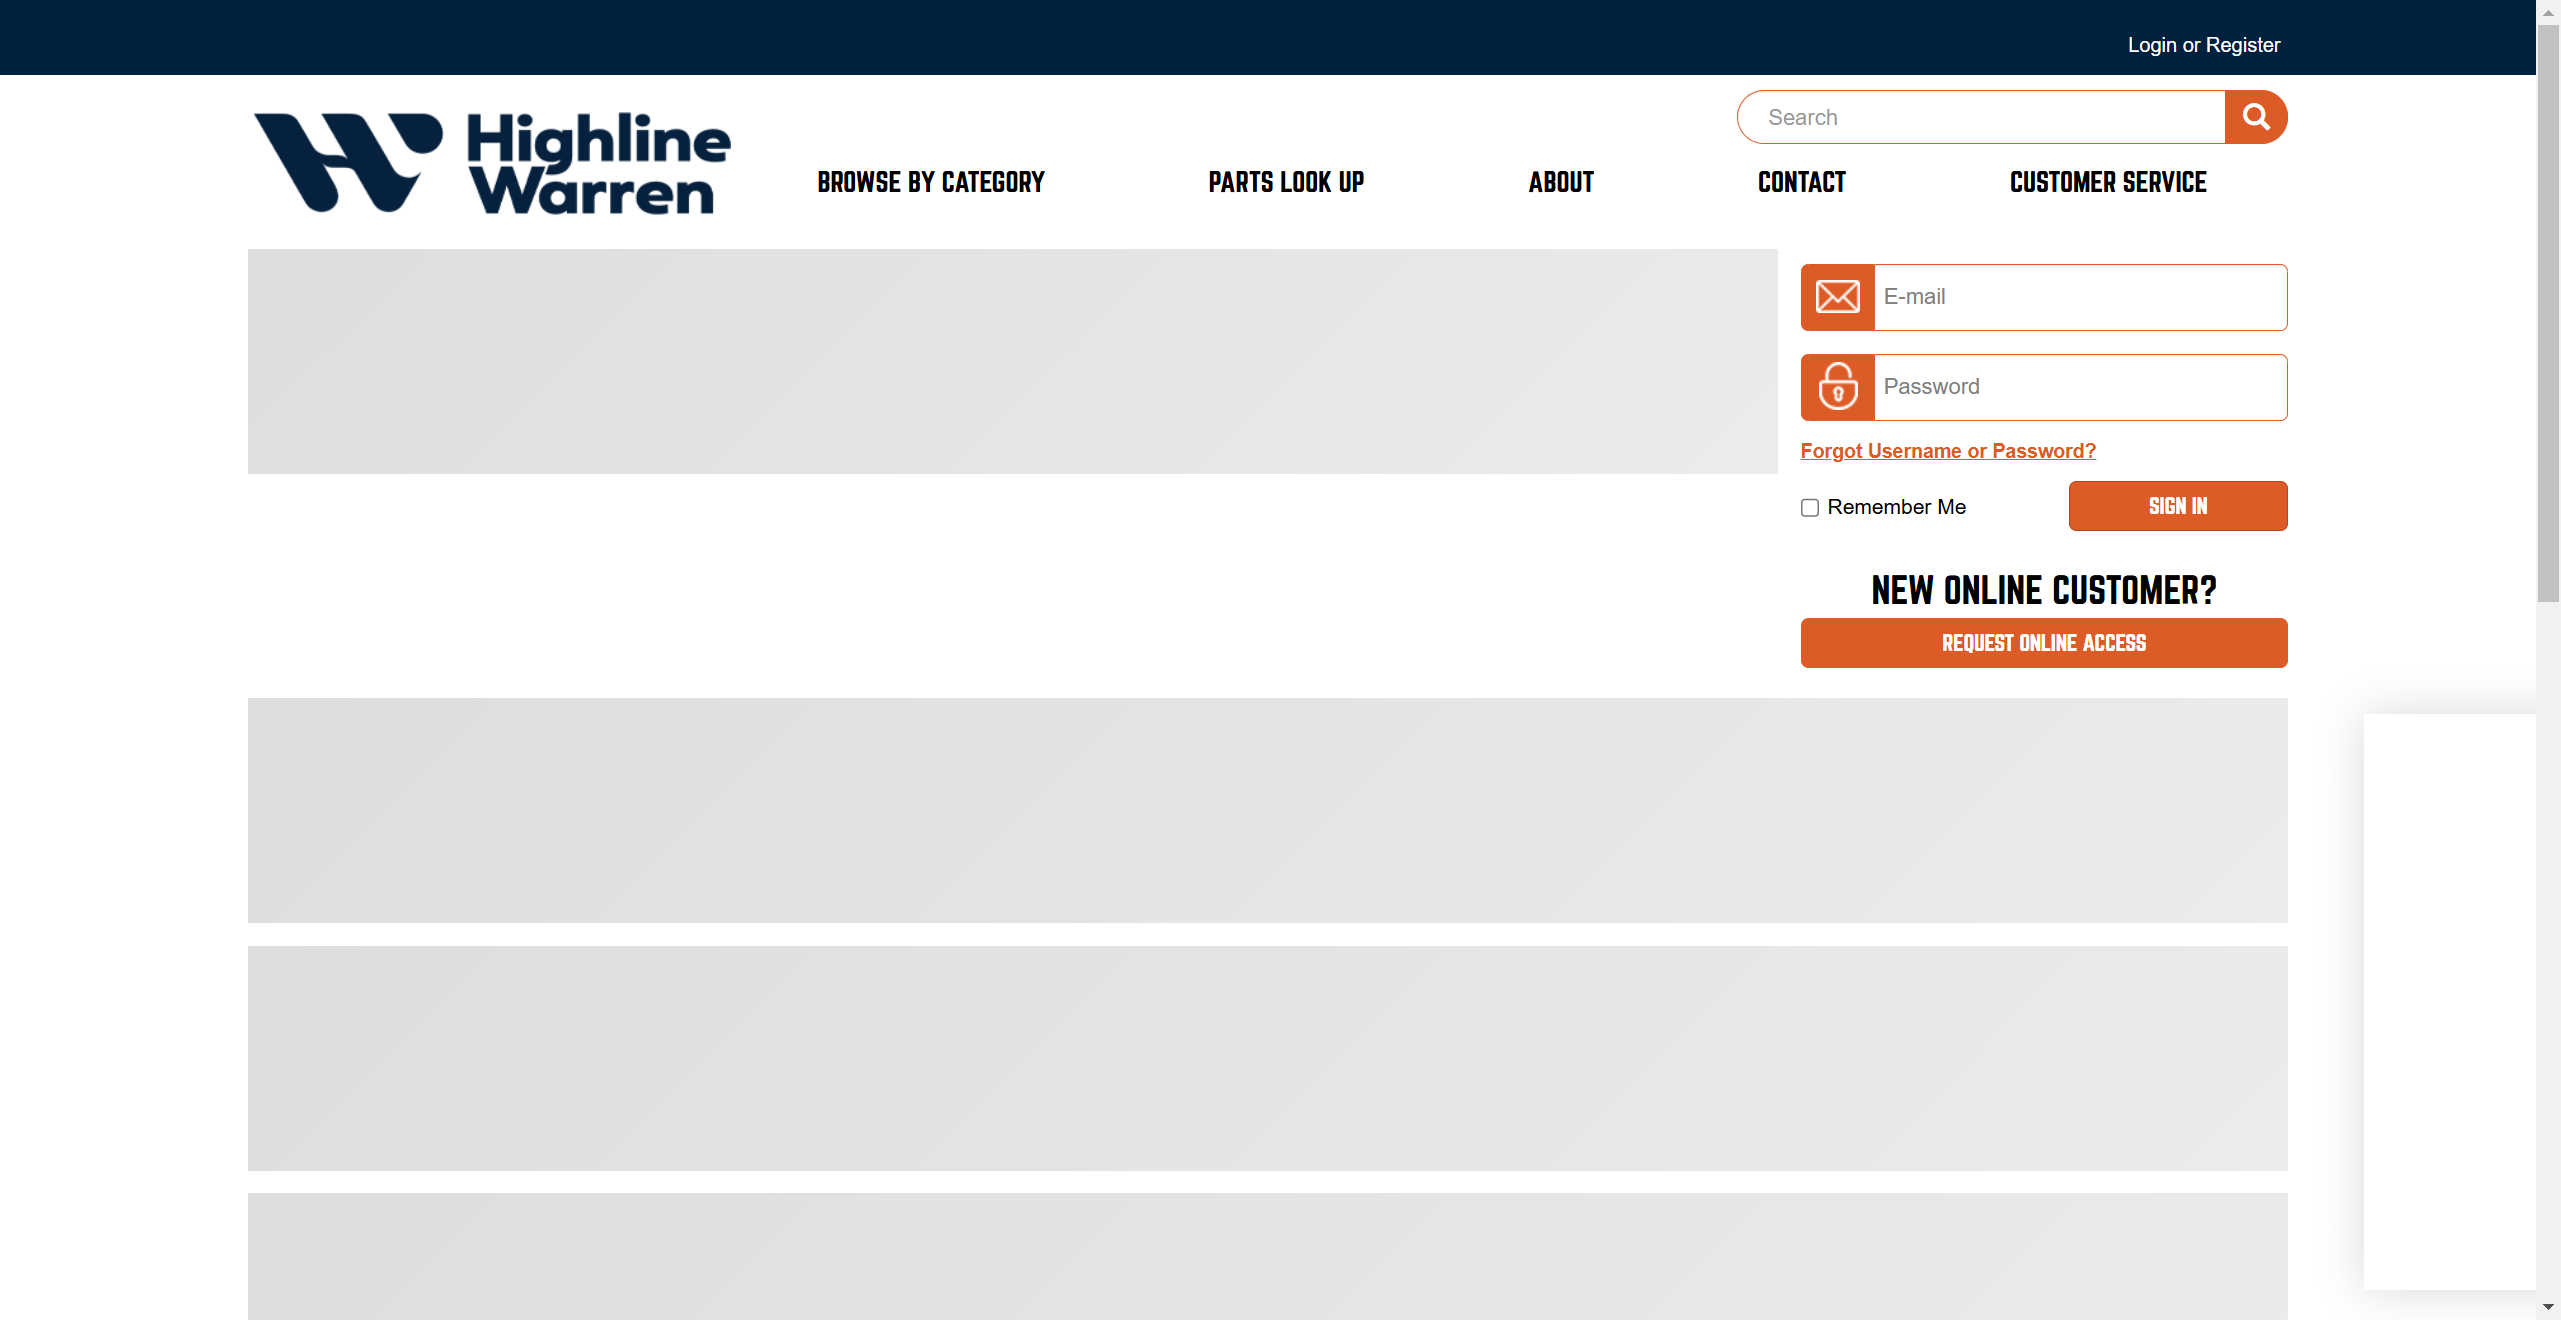 Login or Register
Highline
Warren
Search
BROWSE BY CATEGORY
PARTS LOOK UP
ABOUT
CONTACT
CUSTOMER SERVICE
E-mail
Password
Forgot Username or Password?
Remember Me
SIGN IN
NEW ONLINE CUSTOMER?
REQUEST ONLINE ACCESS